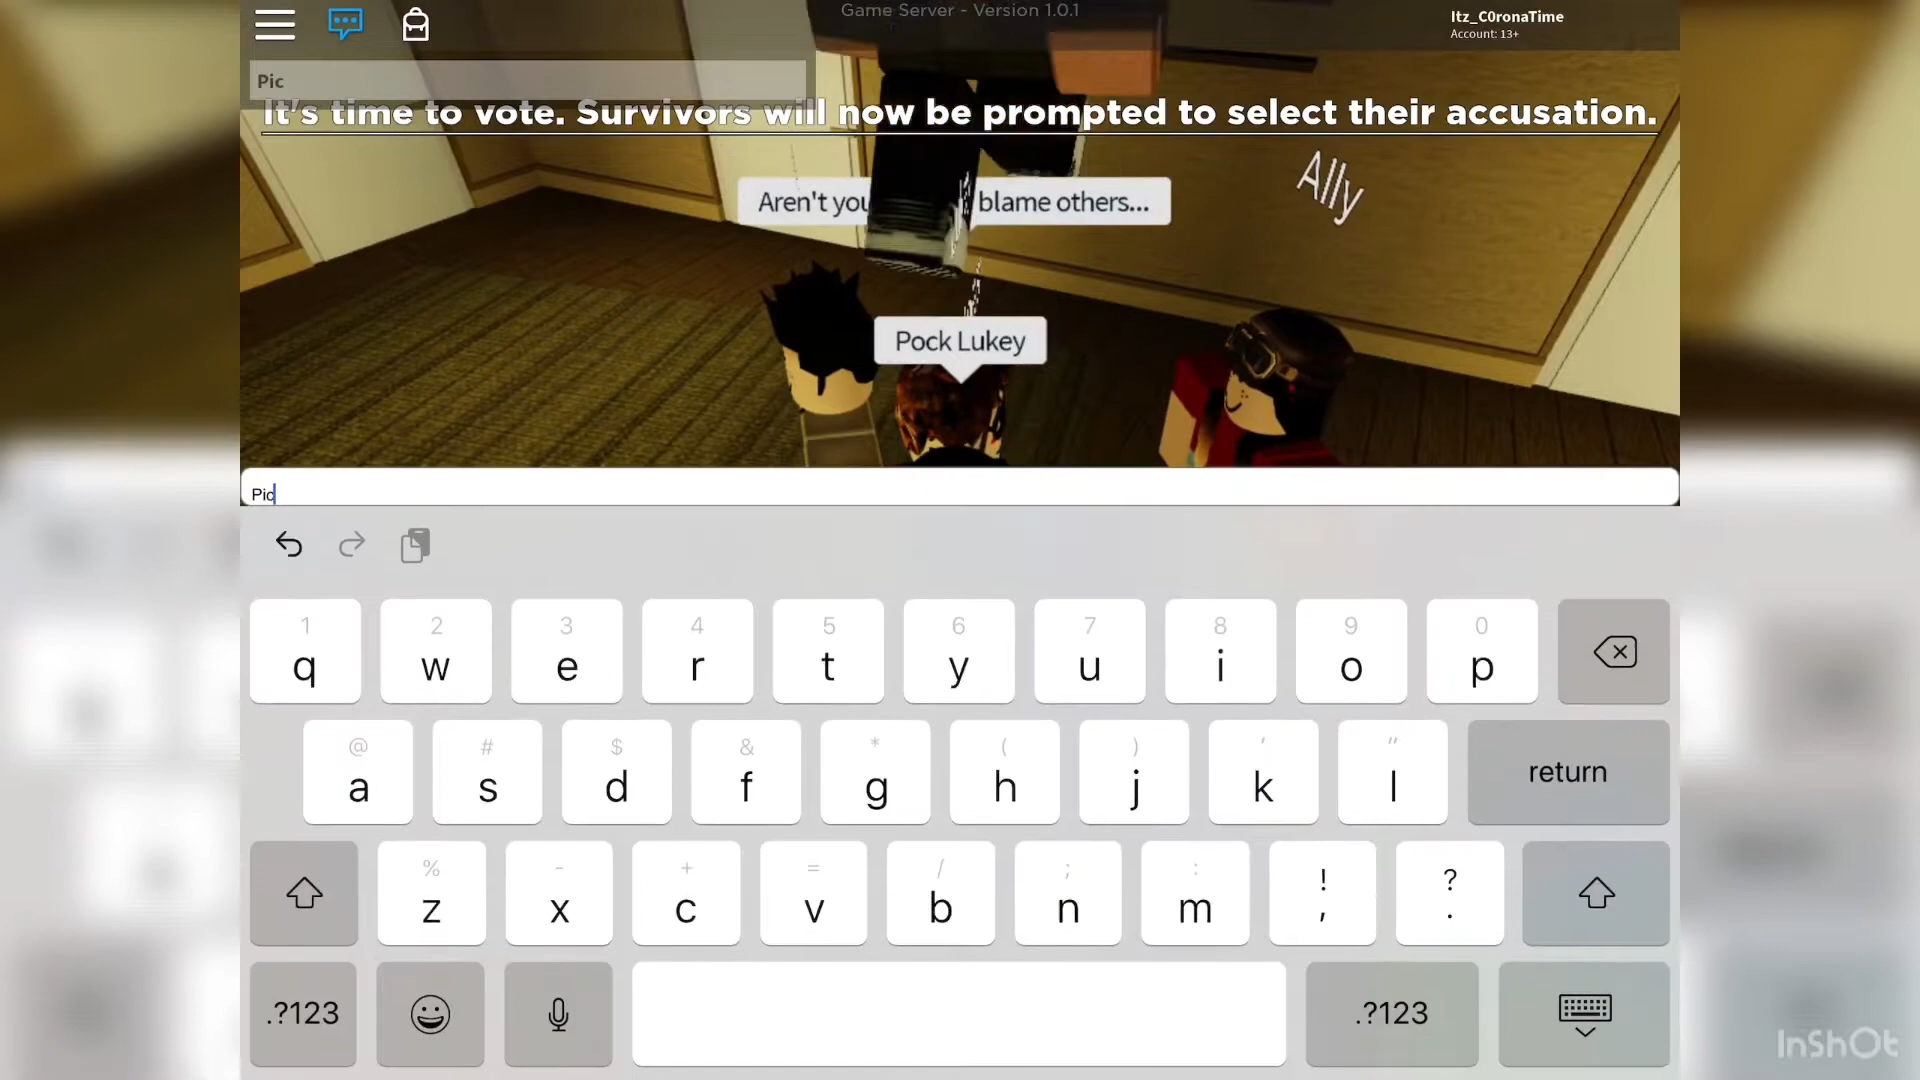 Game Server - Version 1.0.1
Itz_C0ronaTime
Account: 13+
Pic
It's time to vote. Survivors will now be prompted to select their accusation.
Ally
Aren't you blame others...
Pock Lukey
Pic
1 2 3 4 5 6 7 8 9 0
q w e r t y u i o p
@ # $ & * ( ) ' "
a s d f g h j k l return
% - + = / ; : ! ?
z x c v b n m , .
.?123 .?123
InShOt